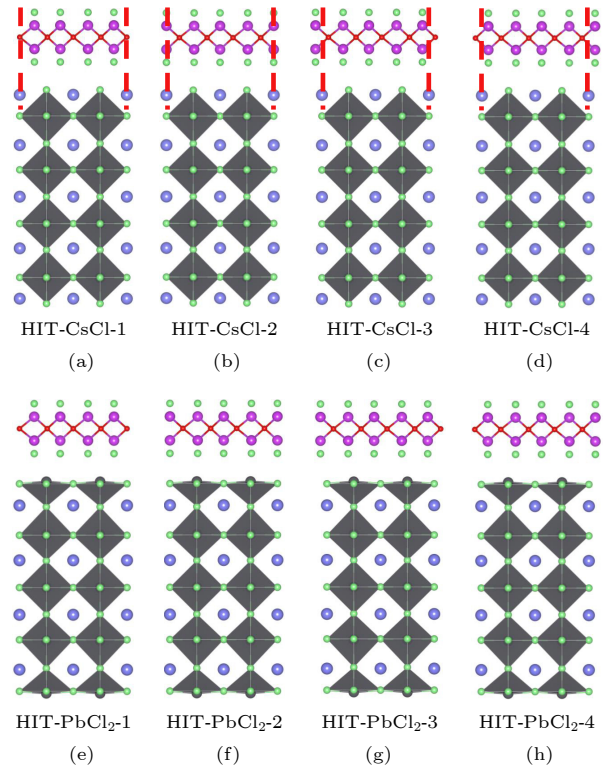 HIT-CsCl-1 HIT-CsCl-2 HIT-CsCl-3 HIT-CsCl-4
(a) (b) (c) (d)
HIT-PbCl₂-1 HIT-PbCl₂-2 HIT-PbCl₂-3 HIT-PbCl₂-4
(e) (f) (g) (h)